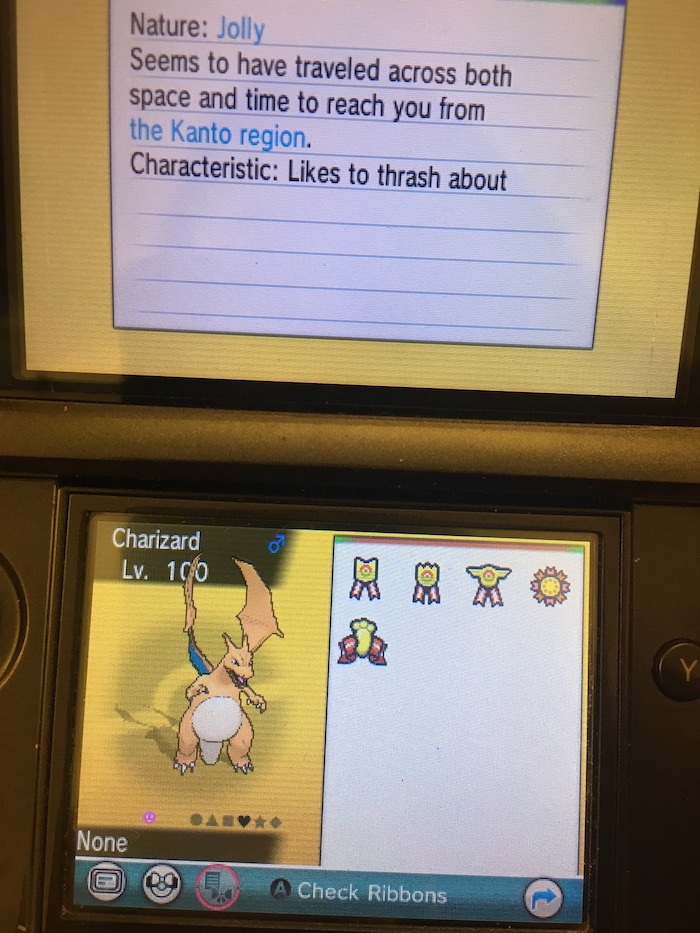 Nature: Jolly
Seems to have traveled across both
space and time to reach you from
the Kanto region.
Characteristic: Likes to thrash about
Charizard ♂
Lv. 100
None
A Check Ribbons
Y